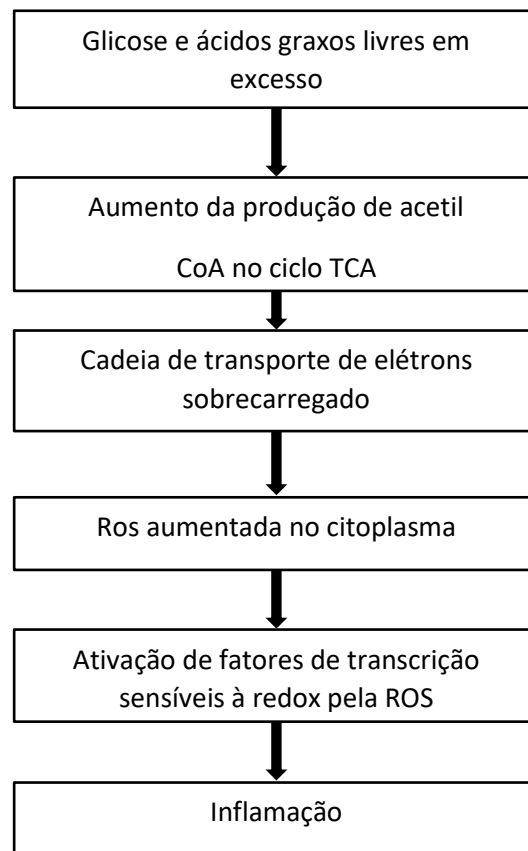 Glicose e ácidos graxos livres em
excesso
Aumento da produção de acetil
CoA no ciclo TCA
Cadeia de transporte de elétrons
sobrecarregado
Ros aumentada no citoplasma
Ativação de fatores de transcrição
sensíveis à redox pela ROS
Inflamação